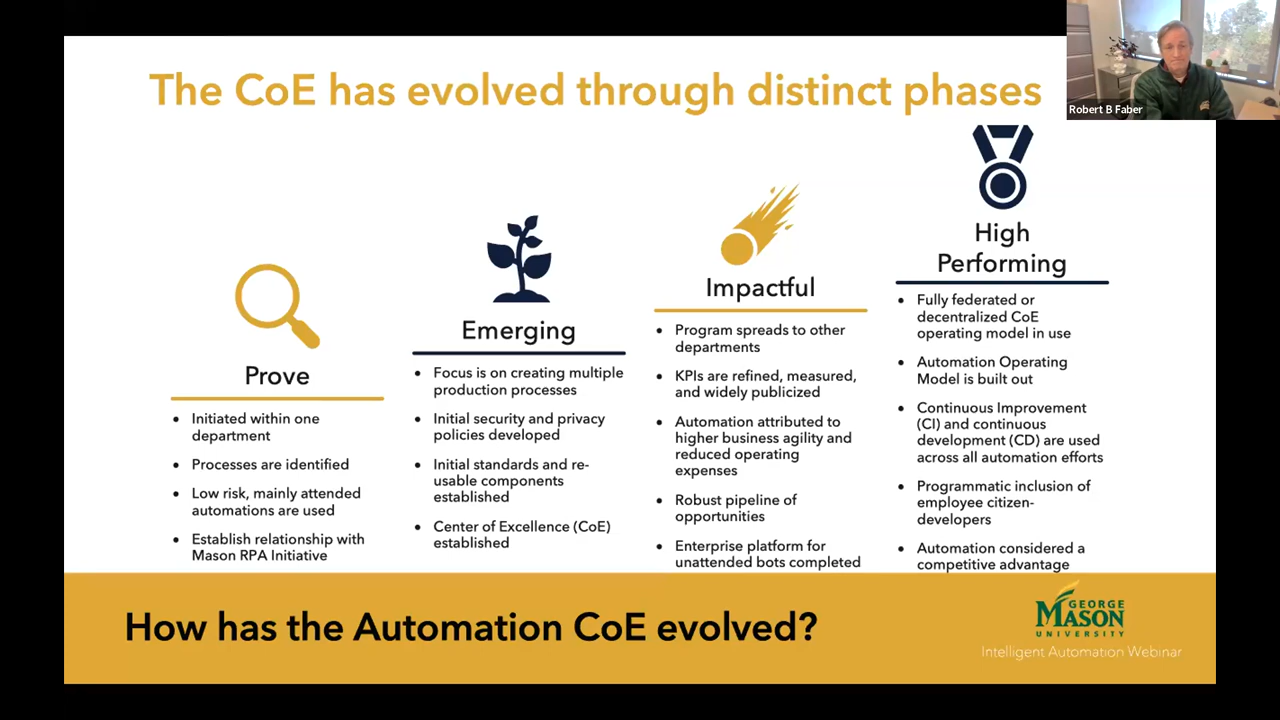 The CoE has evolved through distinct phases
Robert B Faber
Prove
Initiated within one
department
Processes are identified
Low risk, mainly attended
automations are used
Establish relationship with
Mason RPA Initiative
Emerging
Focus is on creating multiple
production processes
Initial security and privacy
policies developed
Initial standards and re-
usable components
established
Center of Excellence (CoE)
established
Impactful
Program spreads to other
departments
KPIs are refined, measured,
and widely publicized
Automation attributed to
higher business agility and
reduced operating
expenses
Robust pipeline of
opportunities
Enterprise platform for
unattended bots completed
High
Performing
Fully federated or
decentralized CoE
operating model in use
Automation Operating
Model is built out
Continuous Improvement
(CI) and continuous
development (CD) are used
across all automation efforts
Programmatic inclusion of
employee citizen-
developers
Automation considered a
competitive advantage
How has the Automation CoE evolved?
GEORGE
MASON
UNIVERSITY
Intelligent Automation Webinar